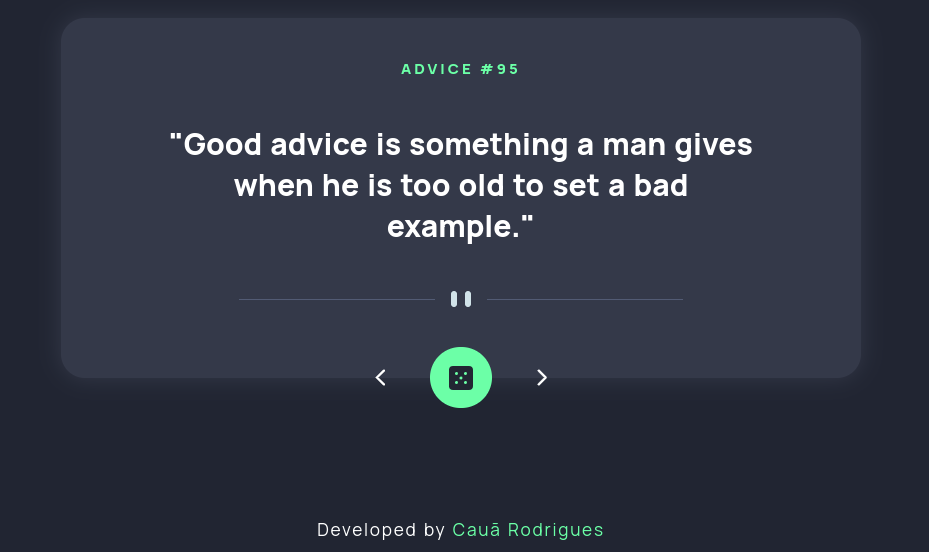 ADVICE #95
"Good advice is something a man gives
when he is too old to set a bad
example."
Developed by Cauã Rodrigues